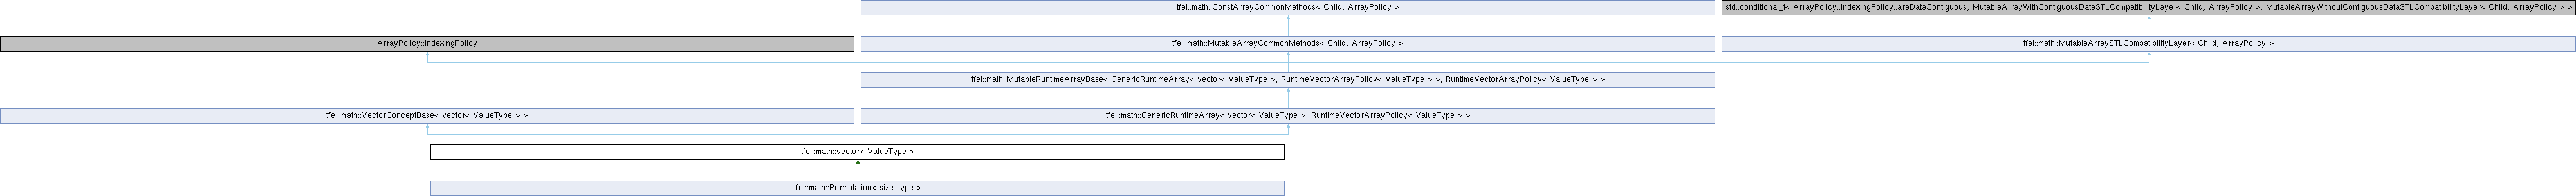 tfel::math::ConstArrayCommonMethods< Child, ArrayPolicy >
std::conditional_t< ArrayPolicy::IndexingPolicy::areDataContiguous, MutableArrayWithContiguousDataSTLCompatibilityLayer< Child, ArrayPolicy >, MutableArrayWithoutContiguousDataSTLCompatibilityLayer< Child, ArrayPolicy > >
ArrayPolicy::IndexingPolicy
tfel::math::MutableArrayCommonMethods< Child, ArrayPolicy >
tfel::math::MutableArraySTLCompatibilityLayer< Child, ArrayPolicy >
tfel::math::MutableRuntimeArrayBase< GenericRuntimeArray< vector< ValueType >, RuntimeVectorArrayPolicy< ValueType > >, RuntimeVectorArrayPolicy< ValueType > >
tfel::math::VectorConceptBase< vector< ValueType > >
tfel::math::GenericRuntimeArray< vector< ValueType >, RuntimeVectorArrayPolicy< ValueType > >
tfel::math::vector< ValueType >
tfel::math::Permutation< size_type >